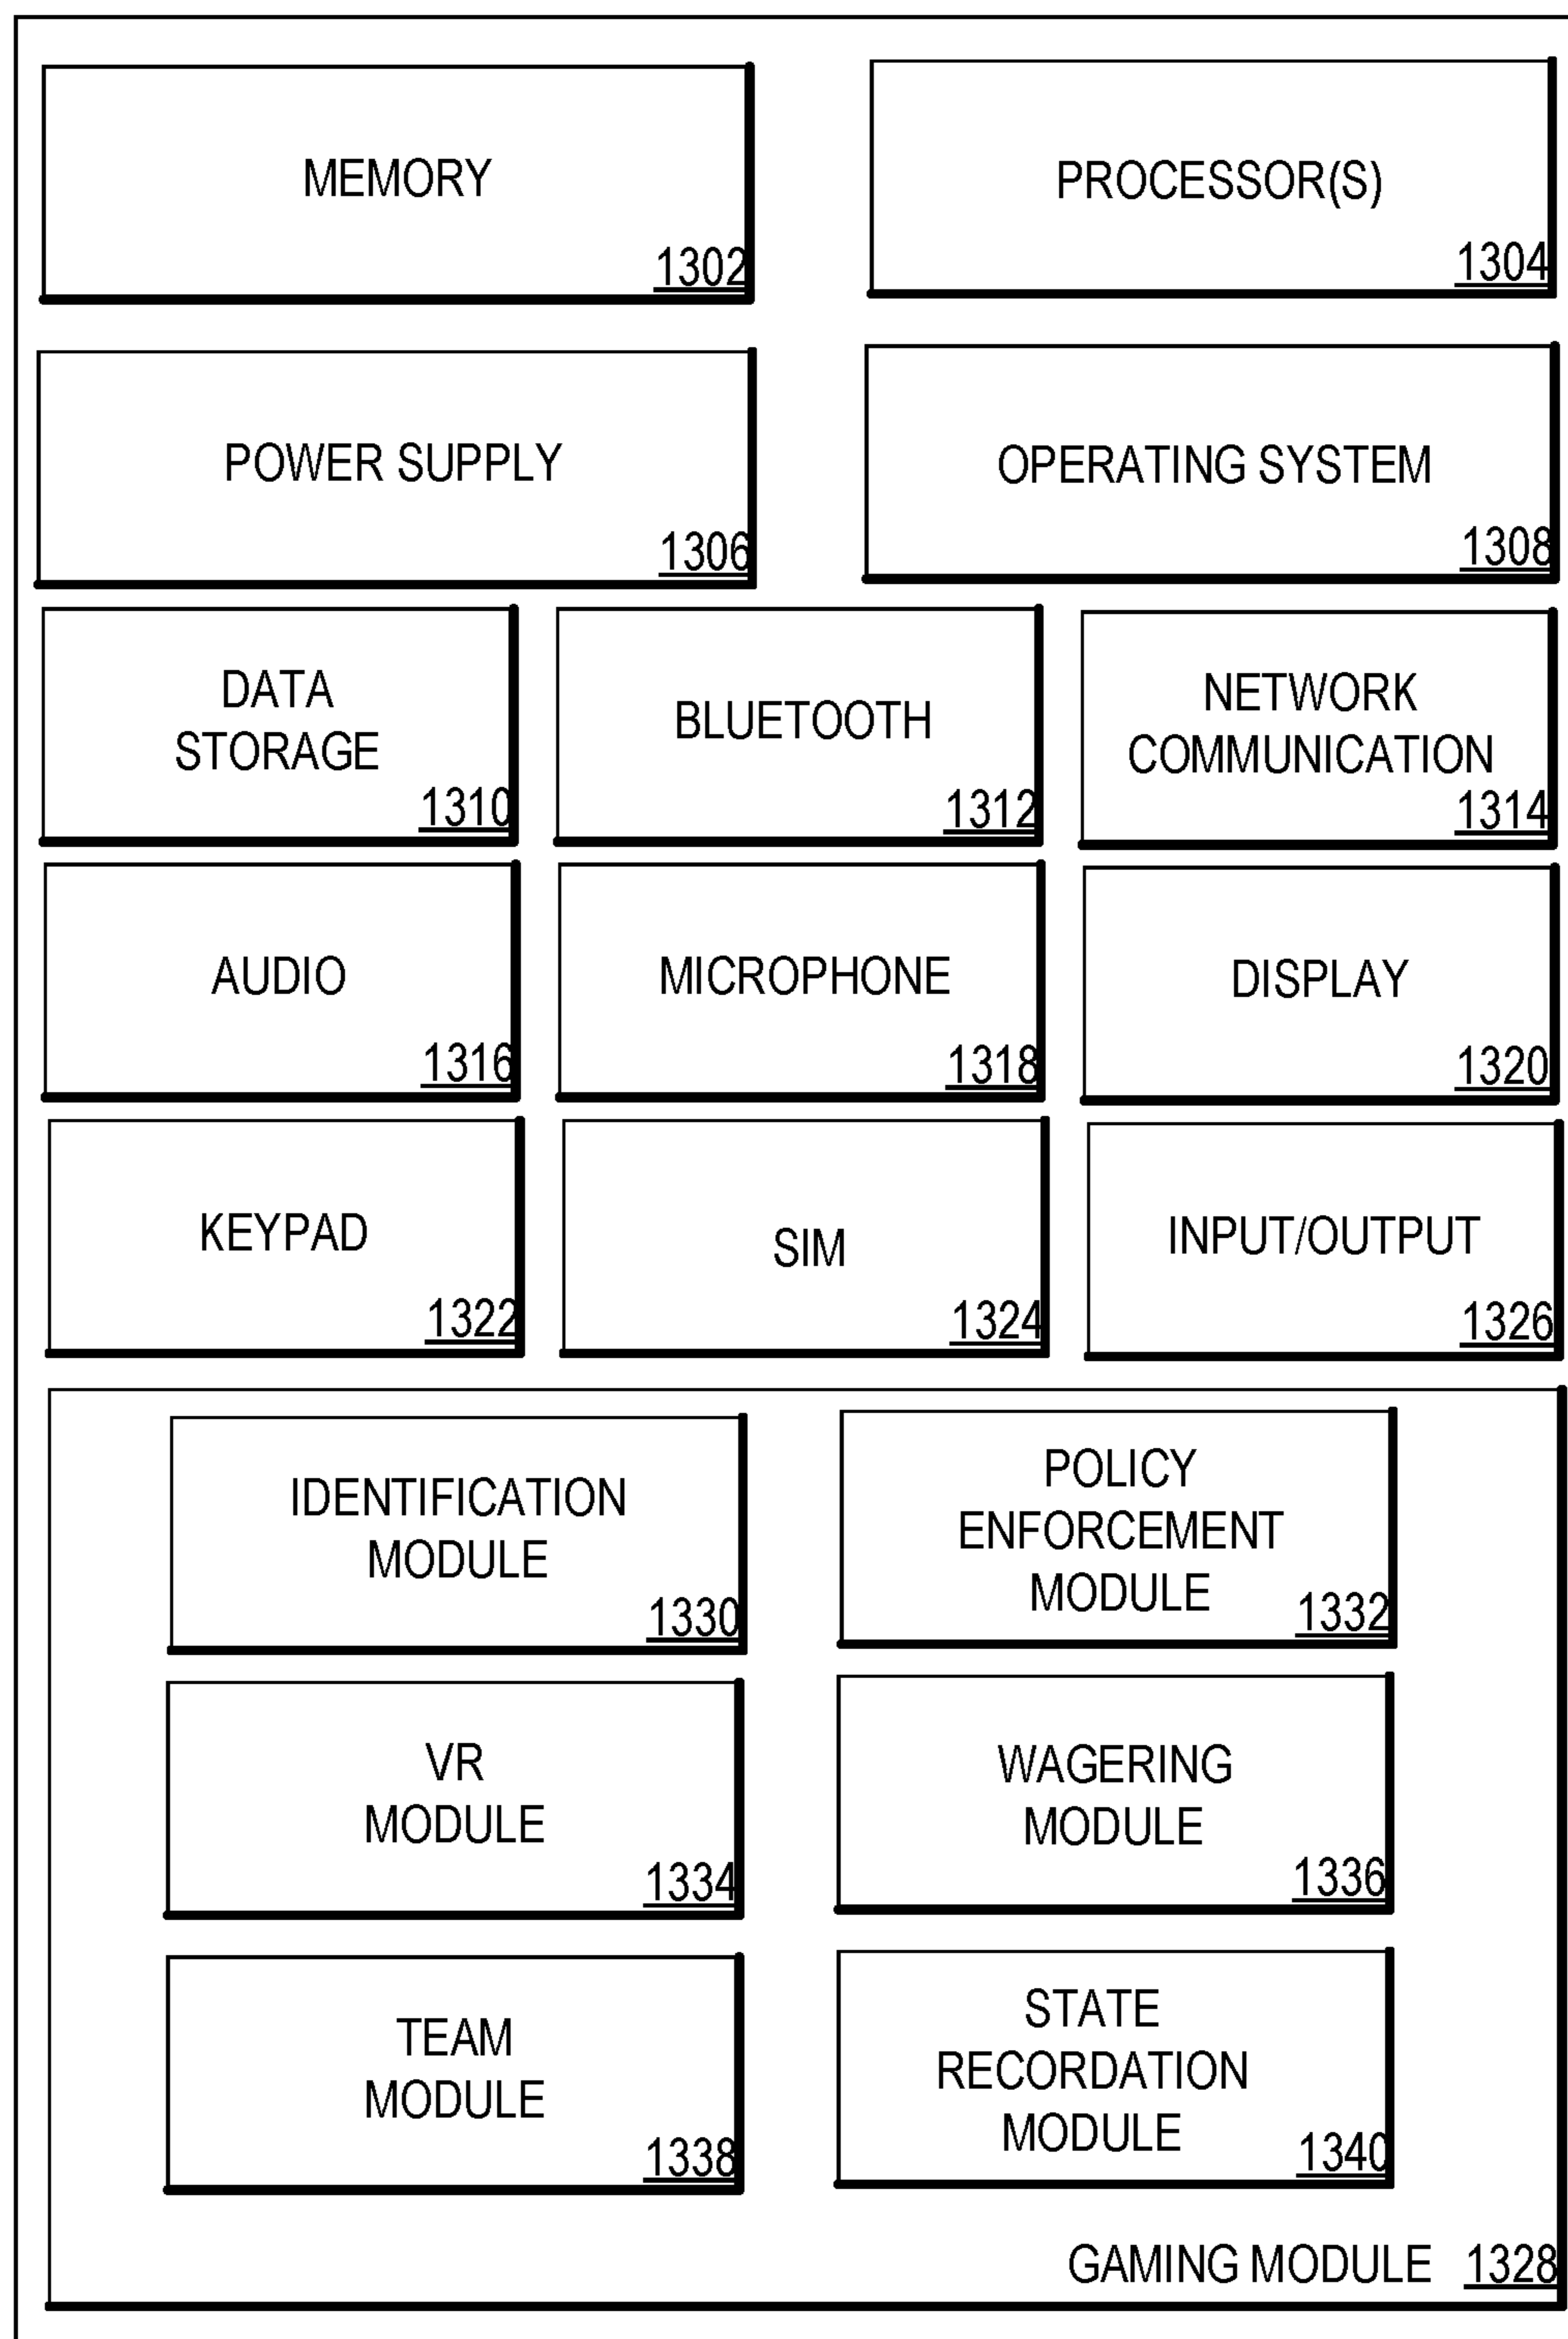 MEMORY
1302
PROCESSOR(S)
1304
POWER SUPPLY
1306
OPERATING SYSTEM
1308
DATA
STORAGE
1310
BLUETOOTH
1312
NETWORK
COMMUNICATION
1314
AUDIO
1316
MICROPHONE
1318
DISPLAY
1320
KEYPAD
1322
SIM
1324
INPUT/OUTPUT
1326
IDENTIFICATION
MODULE
1330
POLICY
ENFORCEMENT
MODULE
1332
VR
MODULE
1334
WAGERING
MODULE
1336
TEAM
MODULE
1338
STATE
RECORDATION
MODULE
1340
GAMING MODULE 1328